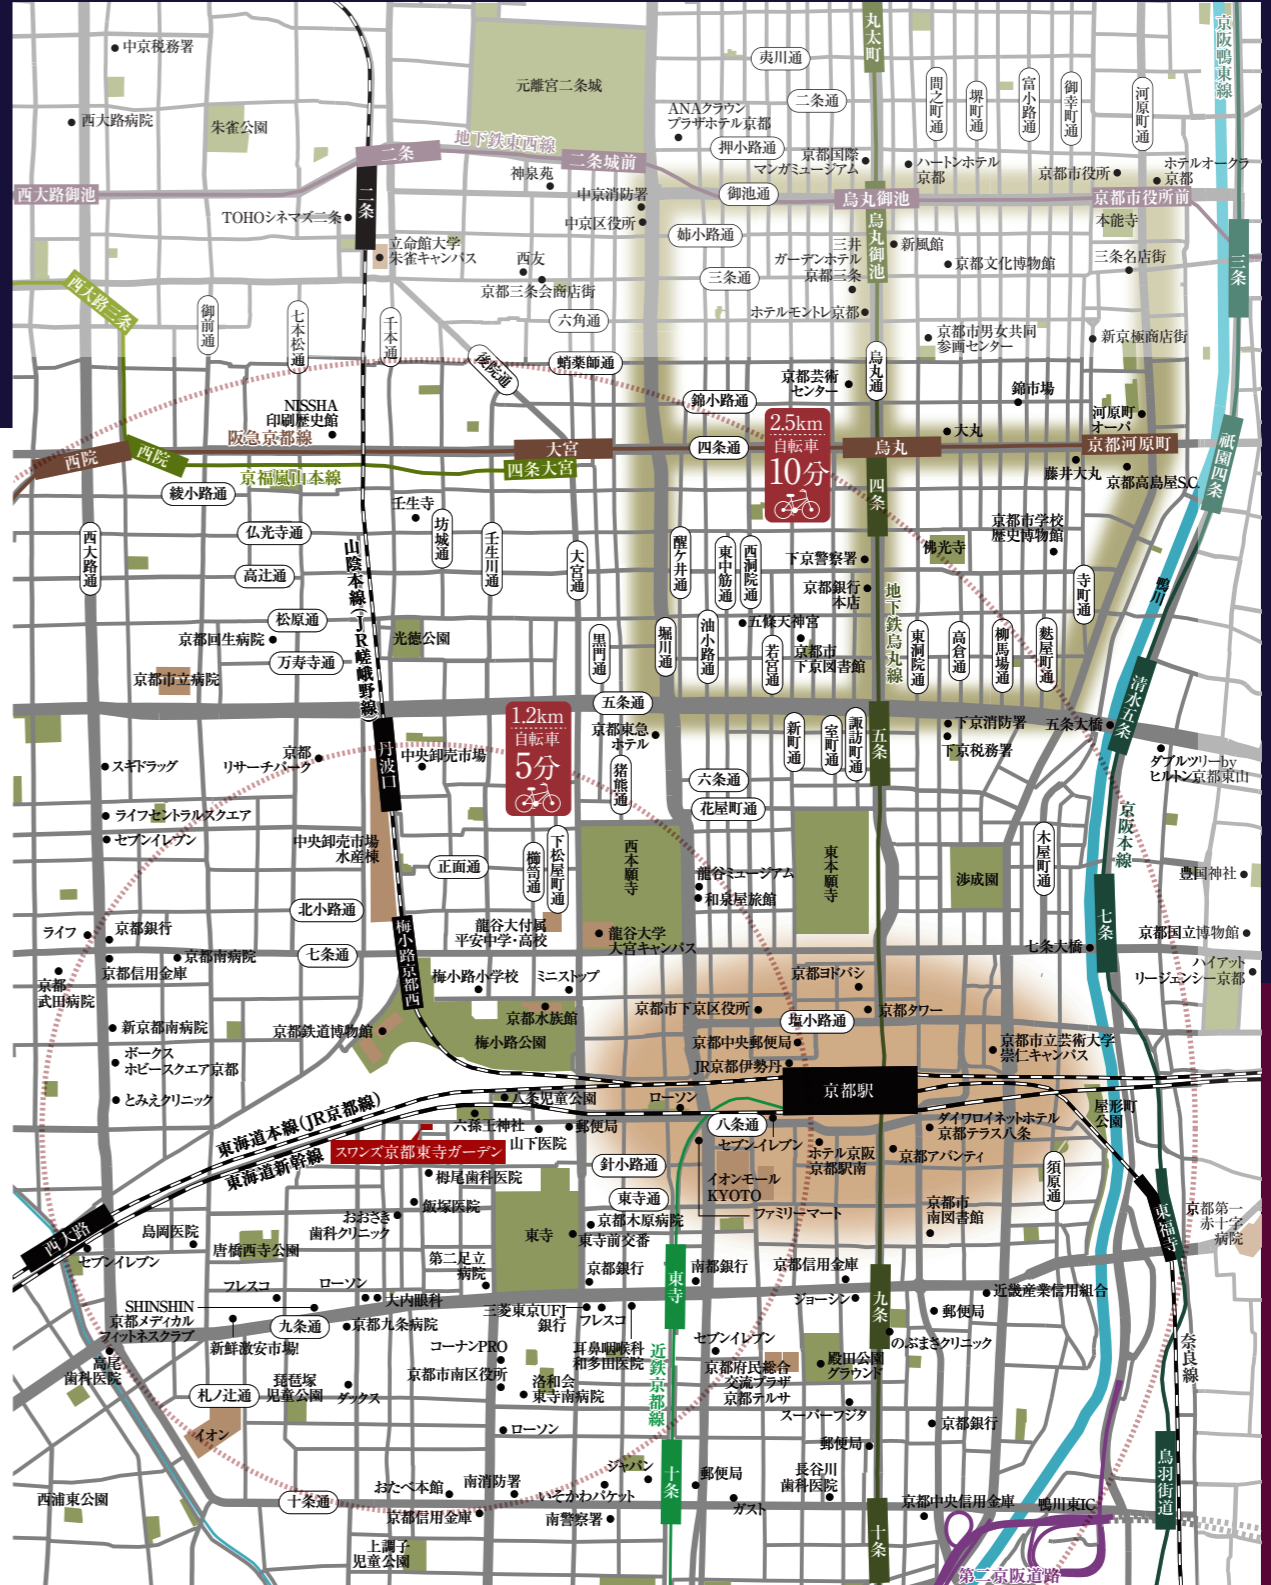 中京税務署
西大路病院
朱雀公園
元離宮二条城
夷川通
二条通
丸太町
間之町通
堺町通
富小路通
御幸町通
河原町通
京阪鴨東線
ANAクラウン
プラザホテル京都
押小路通
京都国際
マンガミュージアム
ハートンホテル
京都
京都市役所
ホテルオークラ
京都
地下鉄東西線
二条
二条城前
西大路御池
神泉苑
中京消防署
中京区役所
御池通
烏丸御池
京都市役所前
本能寺
TOHOシネマズ二条
二条
立命館大学
朱雀キャンパス
西友
京都三条会商店街
姉小路通
三条通
三井
ガーデンホテル
京都三条
烏丸御池
新風館
京都文化博物館
三条名店街
三条
西大路三条
御前通
七本松通
千本通
六角通
ホテルモントレ京都
京都市男女共同
参画センター
新京極商店街
後院通
蛸薬師通
京都芸術
センター
烏丸通
錦小路通
錦市場
NISSHA
印刷歴史館
阪急京都線
2.5km
自転車
10分
大丸
河原町
オーパ
西院
西院
大宮
四条通
烏丸
京都河原町
祇園四条
京福嵐山本線
四条大宮
綾小路通
四条
藤井大丸
京都高島屋S.C.
壬生寺
西大路通
仏光寺通
坊城通
壬生川通
大宮通
醒ケ井通
東中筋通
西洞院通
下京警察署
佛光寺
京都市学校
歴史博物館
高辻通
京都銀行
本店
寺町通
鴨川
山陰本線(JR嵯峨野線)
松原通
京都回生病院
光徳公園
黒門通
堀川通
油小路通
五條天神宮
若宮通
京都市
下京図書館
地下鉄烏丸線
東洞院通
高倉通
柳馬場通
麩屋町通
万寿寺通
京都市立病院
清水五条
五条通
1.2km
自転車
5分
京都東急
ホテル
新町通
室町通
諏訪町通
五条
下京消防署
下京税務署
五条大橋
京都
リサーチパーク
スギドラッグ
丹波口
中央卸売市場
猪熊通
六条通
花屋町通
ダブルツリーby
ヒルトン京都東山
ライフセントラルスクエア
セブンイレブン
中央卸売市場
水産棟
正面通
櫛笥通
下松屋町通
西本願寺
東本願寺
龍谷ミュージアム
和泉屋旅館
渉成園
木屋町通
京阪本線
豊国神社
北小路通
ライフ
京都銀行
梅小路京都西
龍谷大付属
平安中学・高校
龍谷大学
大宮キャンパス
七条
七条大橋
京都国立博物館
七条通
京都南病院
京都信用金庫
京都
武田病院
梅小路小学校
ミニストップ
京都ヨドバシ
ハイアット
リージェンシー京都
新京都南病院
京都鉄道博物館
京都水族館
梅小路公園
京都市下京区役所
京都タワー
塩小路通
京都中央郵便局
京都市立芸術大学
崇仁キャンパス
ボークス
ホビースクエア京都
JR京都伊勢丹
とみえクリニック
八条児童公園
ローソン
京都駅
屋形町
公園
東海道本線(JR京都線)
六孫王神社
郵便局
山下医院
八条通
セブンイレブン
ホテル京阪
京都駅南
ダイワロイネットホテル
京都テラス八条
東海道新幹線
スワンズ京都東寺ガーデン
京都アバンティ
針小路通
イオンモール
KYOTO
須原通
栂尾歯科医院
飯塚医院
東寺通
ファミリーマート
京都市
南図書館
東福寺
京都第一
赤十字
病院
西大路
島岡医院
おおさき
歯科クリニック
東寺
京都木原病院
東寺前交番
セブンイレブン
唐橋西寺公園
第二足立
病院
京都銀行
東寺
南都銀行
京都信用金庫
フレスコ
ローソン
大内眼科
近畿産業信用組合
SHINSHIN
京都メディカル
フィットネスクラブ
九条通
三菱東京UFJ
銀行
フレスコ
ジョーシン
九条
郵便局
新鮮激安市場!
京都九条病院
コーナンPRO
耳鼻咽喉科
和多田医院
セブンイレブン
のぶまさクリニック
高尾
歯科医院
近鉄京都線
京都府民総合
交流プラザ
京都テルサ
殿田公園
グラウンド
奈良線
札ノ辻通
琵琶塚
児童公園
ダックス
京都市南区役所
洛和会
東寺南病院
スーパーフジタ
イオン
ローソン
京都銀行
郵便局
鳥羽街道
ジャパン
十条
郵便局
長谷川
歯科医院
西浦東公園
十条通
おたべ本館
南消防署
いそかわパケット
ガスト
京都中央信用金庫
鴨川東IC
京都信用金庫
南警察署
十条
上調子
児童公園
第二京阪道路